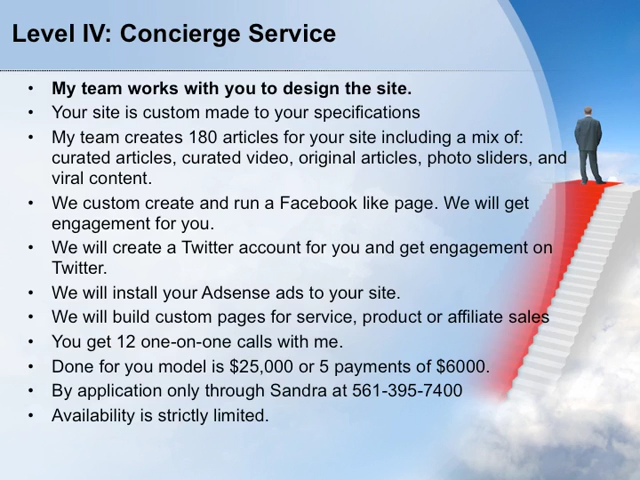 Level IV: Concierge Service
• My team works with you to design the site.
• Your site is custom made to your specifications
• My team creates 180 articles for your site including a mix of:
curated articles, curated video, original articles, photo sliders, and
viral content.
• We custom create and run a Facebook like page. We will get
engagement for you.
• We will create a Twitter account for you and get engagement on
Twitter.
• We will install your Adsense ads to your site.
• We will build custom pages for service, product or affiliate sales
• You get 12 one-on-one calls with me.
• Done for you model is $25,000 or 5 payments of $6000.
• By application only through Sandra at 561-395-7400
• Availability is strictly limited.